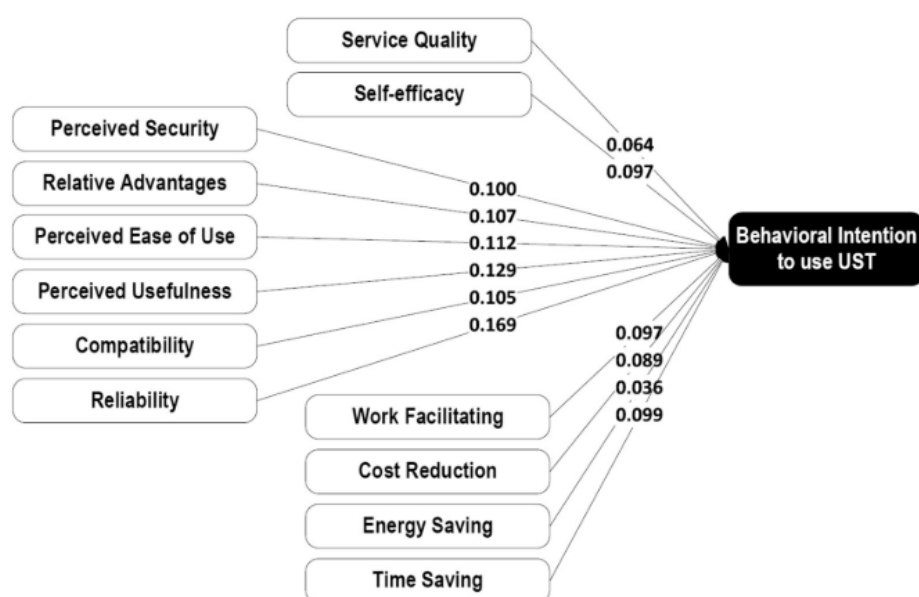 Service Quality
Self-efficacy
Perceived Security
Relative Advantages
Perceived Ease of Use
Perceived Usefulness
Compatibility
Reliability
0.064
0.097
0.100
0.107
0.112
0.129
0.105
0.169
Behavioral Intention
to use UST
0.097
0.089
0.036
0.099
Work Facilitating
Cost Reduction
Energy Saving
Time Saving